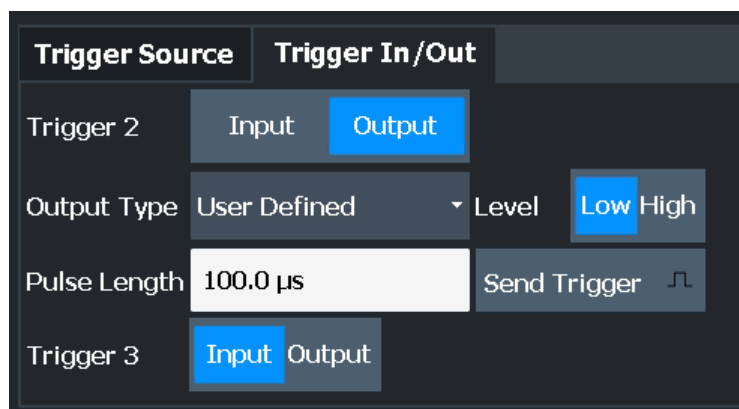 Trigger Source Trigger In/Out
Trigger 2 Input Output
Output Type User Defined Level Low High
Pulse Length 100.0 µs Send Trigger
Trigger 3 Input Output